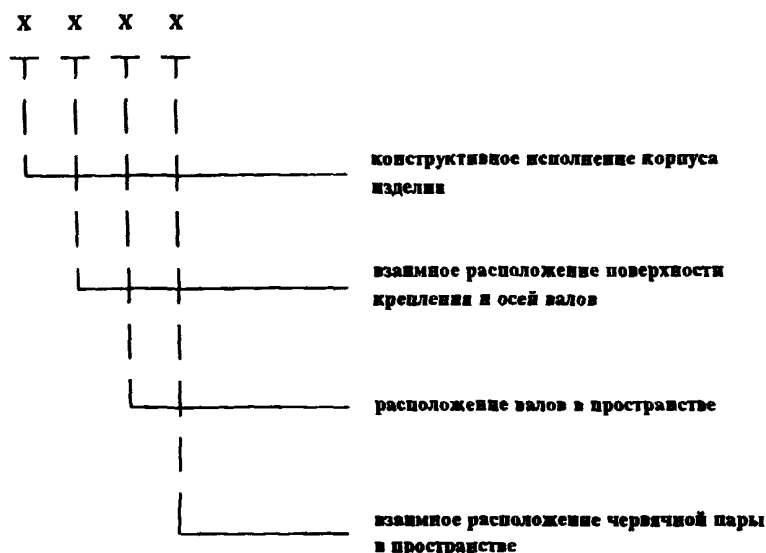 X X X X
конструктивное исполнение корпуса
изделия
взаимное расположение поверхности
крепления и осей валов
расположение валов в пространстве
взаимное расположение червячной пары
в пространстве